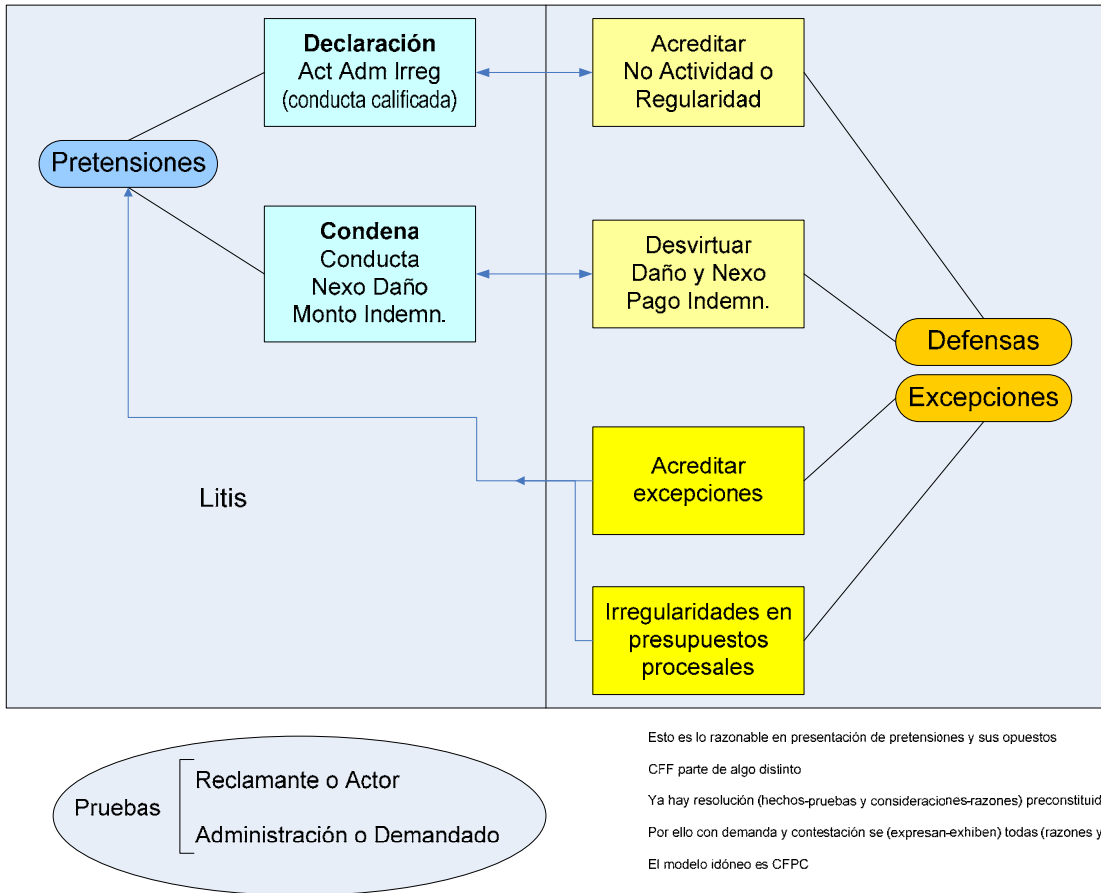 Declaración
Act Adm Irreg
(conducta calificada)
Acreditar
No Actividad o
Regularidad
Pretensiones
Condena
Conducta
Nexo Daño
Monto Indemn.
Desvirtuar
Daño y Nexo
Pago Indemn.
Defensas
Excepciones
Acreditar
excepciones
Litis
Irregularidades en
presupuestos
procesales
Pruebas
Reclamante o Actor
Administración o Demandado
Esto es lo razonable en presentación de pretensiones y sus opuestos
CFF parte de algo distinto
Ya hay resolución (hechos-pruebas y consideraciones-razones) preconstituid
Por ello con demanda y contestación se (expresan-exhiben) todas (razones y
El modelo idóneo es CFPC